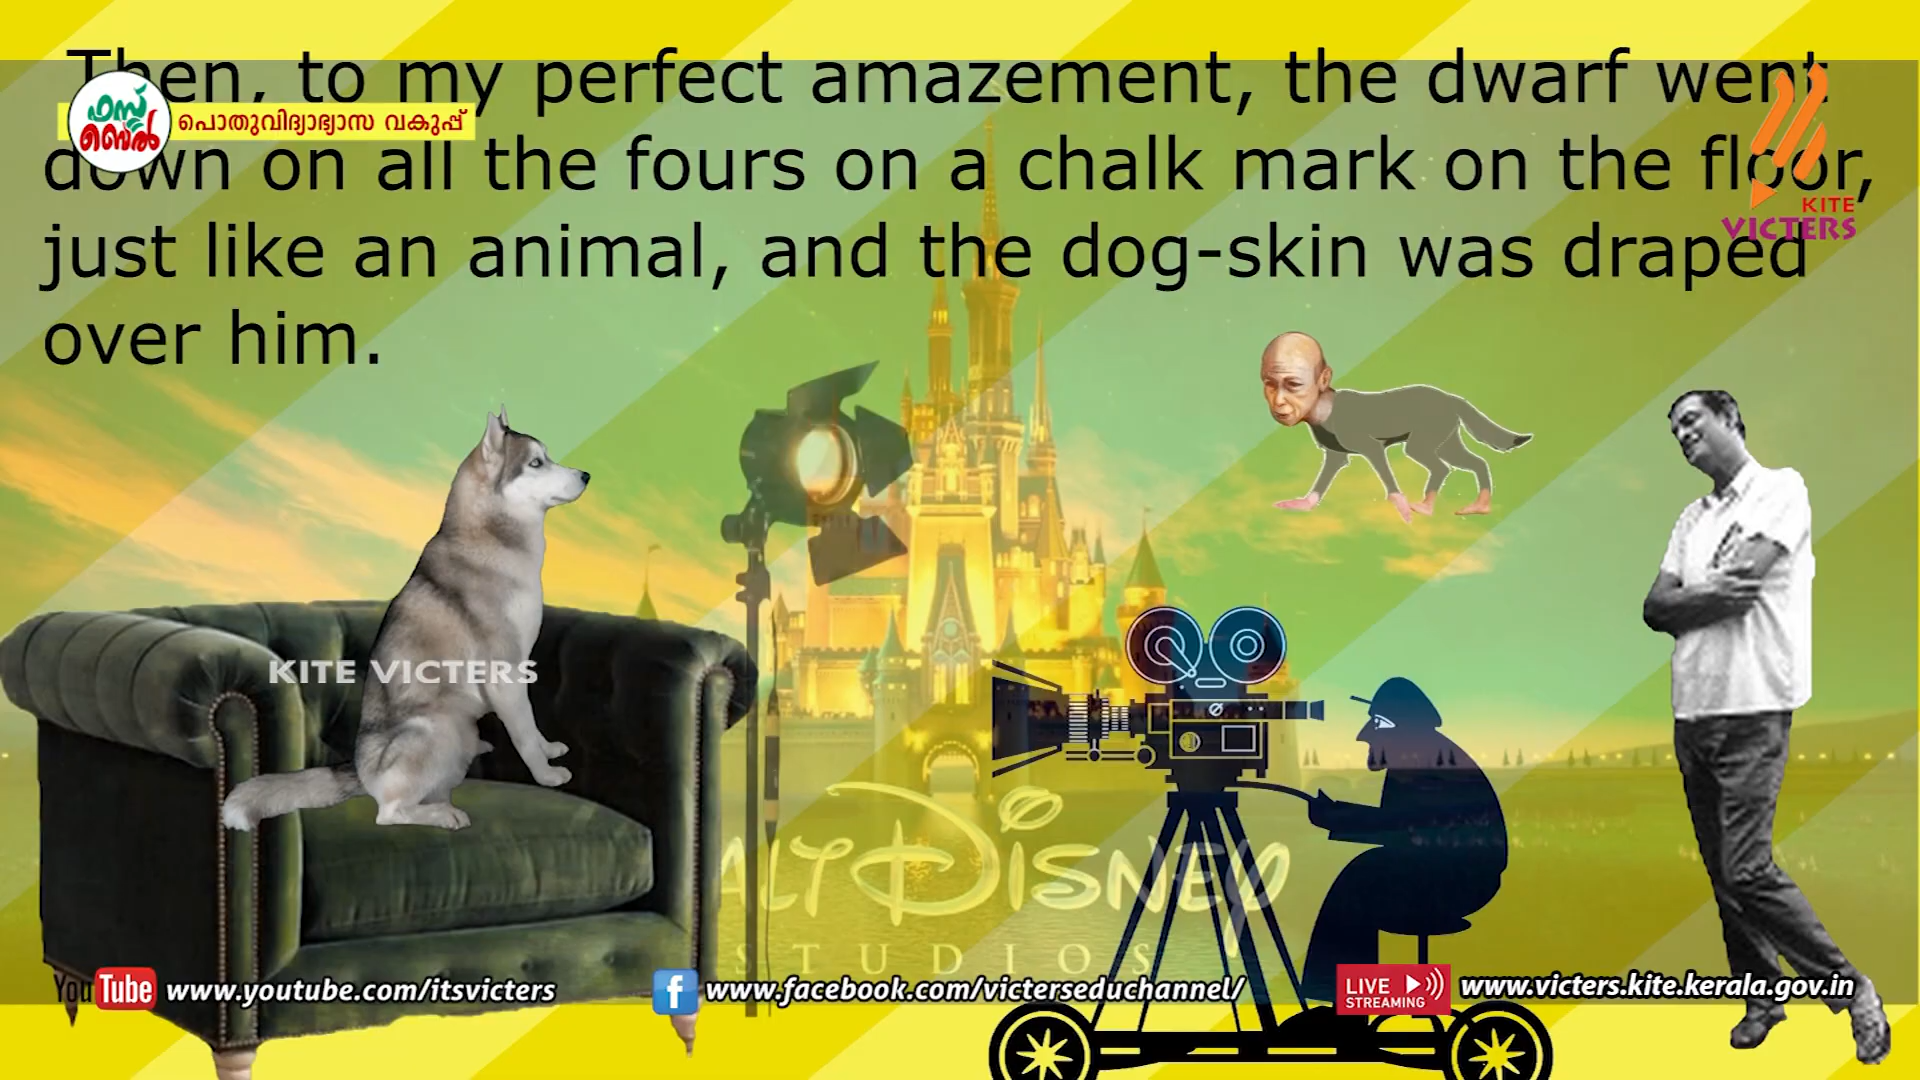 Then, to my perfect amazement, the dwarf went
down on all the fours on a chalk mark on the floor,
just like an animal, and the dog-skin was draped
over him.
ഫസ്റ്റ്
ബെൽ
പൊതുവിദ്യാഭ്യാസ വകുപ്പ്
KITE
VICTERS
KITE VICTERS
WALT DISNEY
STUDIOS
YouTube www.youtube.com/itsvicters
f www.facebook.com/victerseduchannel/
LIVE
STREAMING
www.victers.kite.kerala.gov.in